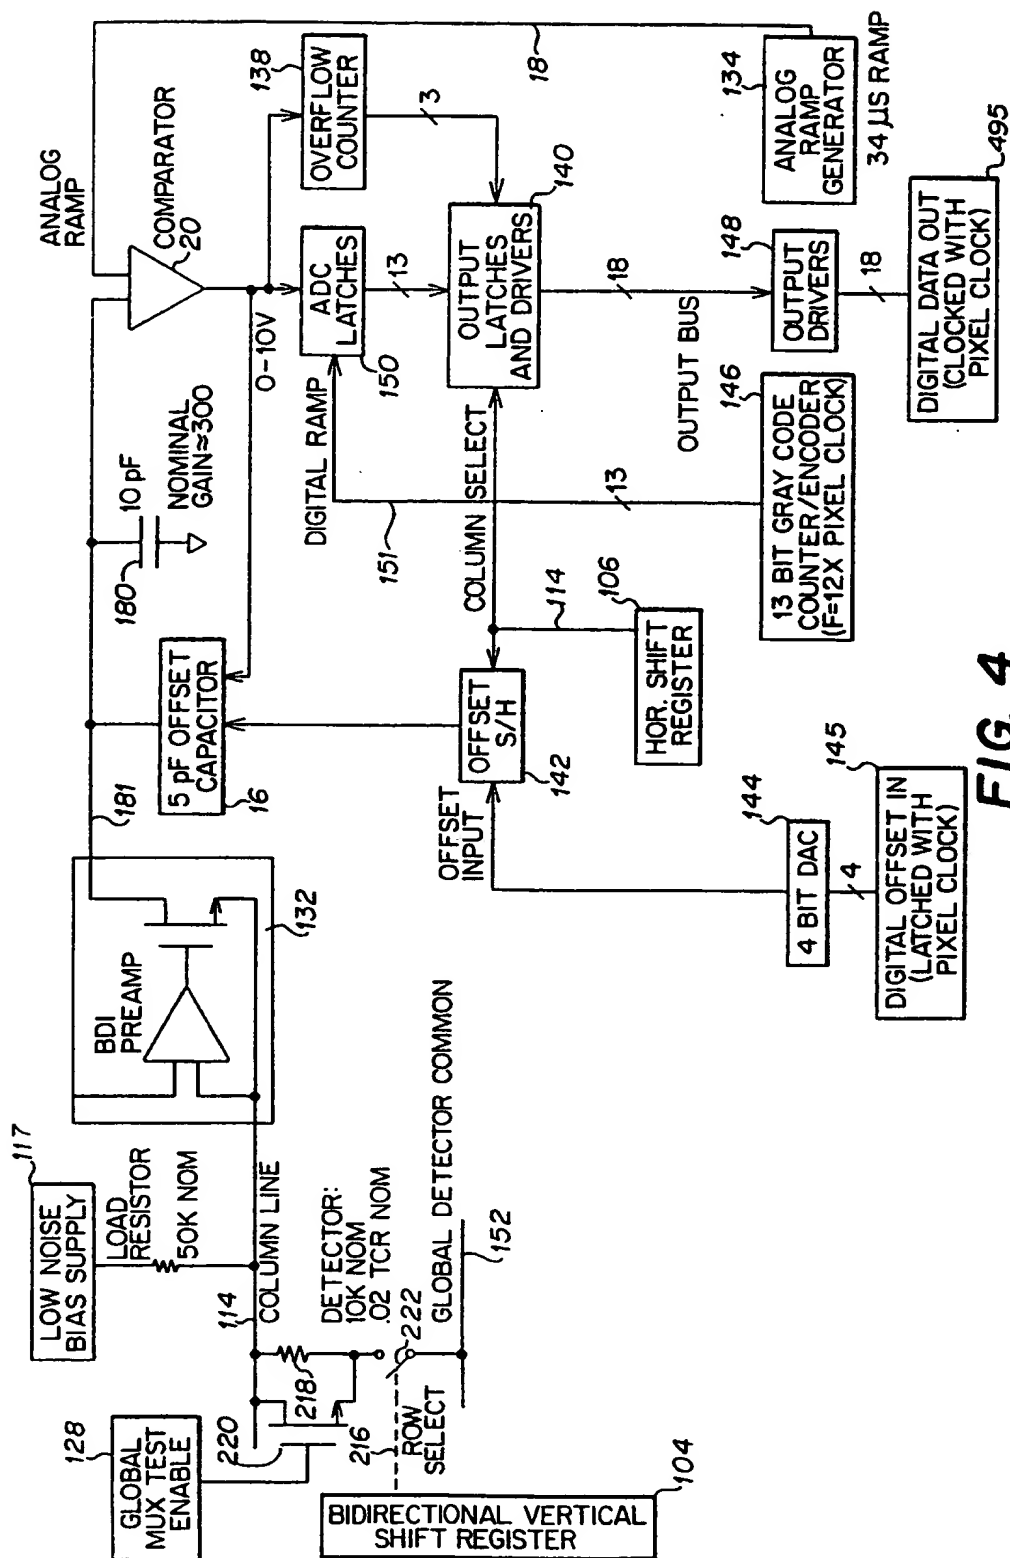 117
LOW NOISE
BIAS SUPPLY
LOAD
RESISTOR
50K NOM
128
GLOBAL
MUX TEST
ENABLE
220
114
COLUMN LINE
218
216
DETECTOR:
10K NOM
.02 TCR NOM
222
ROW
SELECT
GLOBAL DETECTOR COMMON
152
BIDIRECTIONAL VERTICAL
SHIFT REGISTER
104
BDI
PREAMP
132
181
5 pF OFFSET
CAPACITOR
16
180
10 pF
NOMINAL
GAIN≈300
ANALOG
RAMP
COMPARATOR
20
0-10V
138
OVERFLOW
COUNTER
3
18
ADC
LATCHES
150
13
DIGITAL RAMP
151
13
COLUMN SELECT
OUTPUT
LATCHES
AND DRIVERS
140
18
OUTPUT BUS
OFFSET
INPUT
OFFSET
S/H
142
114
106
HOR. SHIFT
REGISTER
144
4 BIT DAC
4
145
DIGITAL OFFSET IN
(LATCHED WITH
PIXEL CLOCK)
146
13 BIT GRAY CODE
COUNTER/ENCODER
(F=12X PIXEL CLOCK)
148
OUTPUT
DRIVERS
18
134
ANALOG
RAMP
GENERATOR
34 µS RAMP
495
DIGITAL DATA OUT
(CLOCKED WITH
PIXEL CLOCK)
FIG. 4